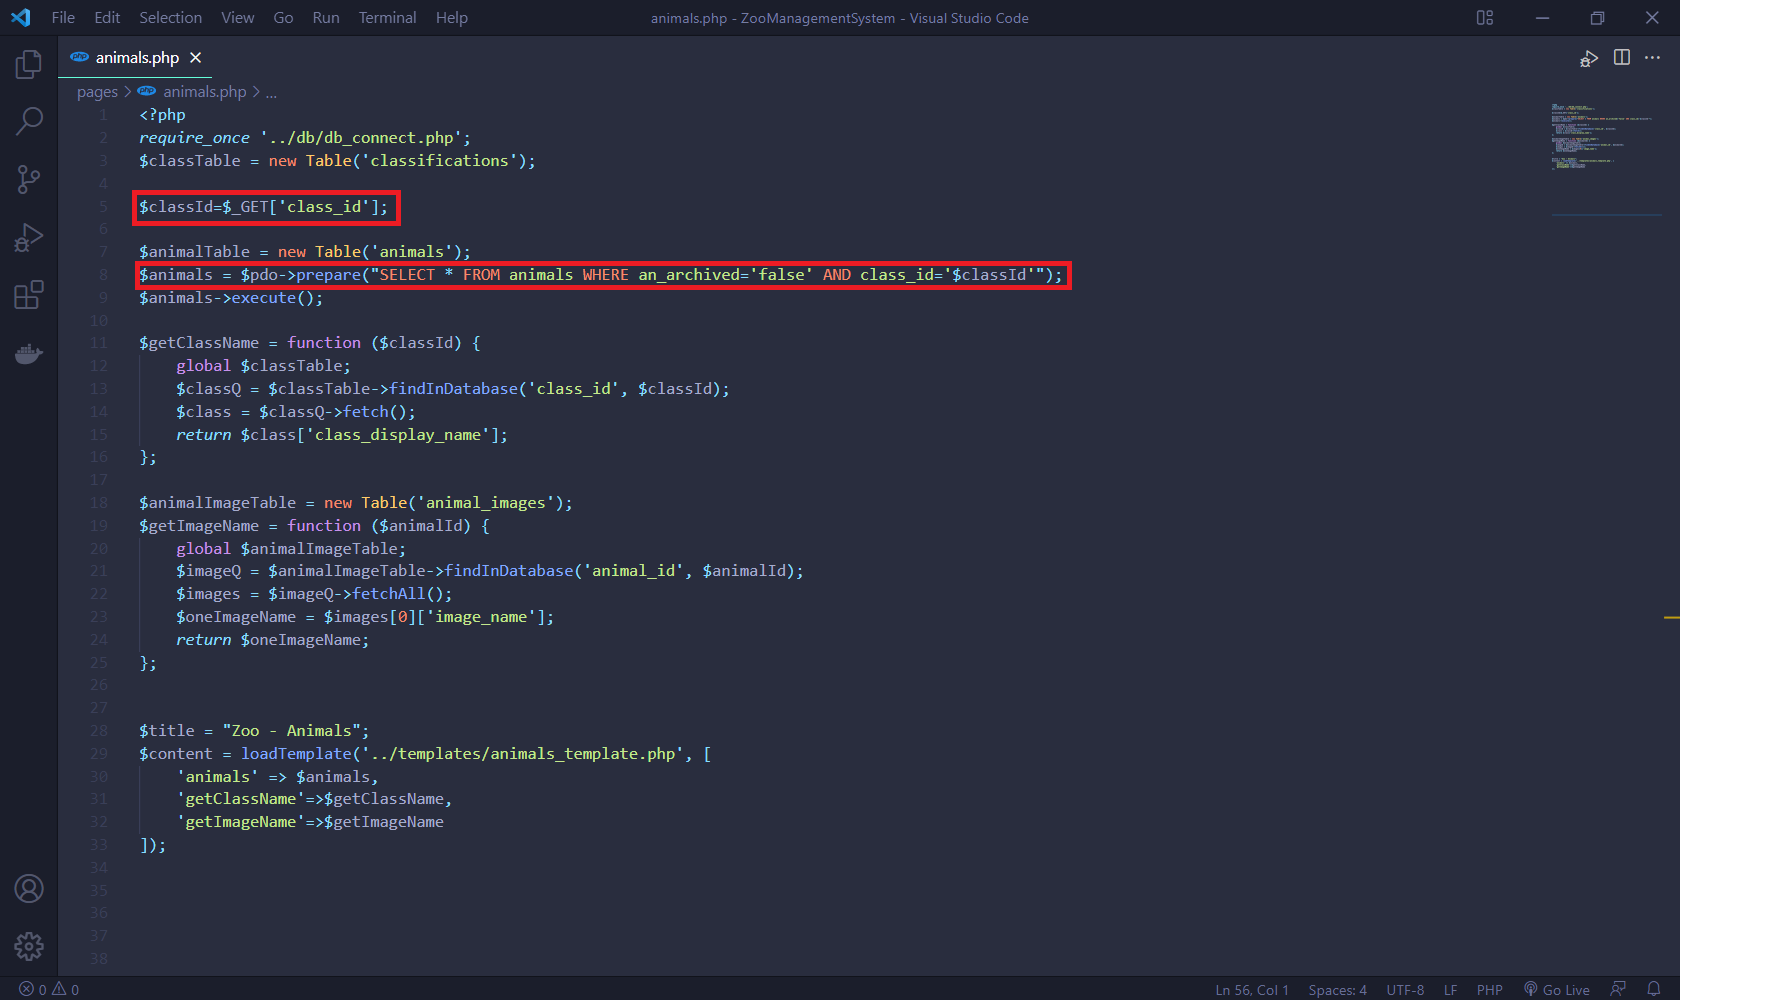 File Edit Selection View Go Run Terminal Help
animals.php - ZooManagementSystem - Visual Studio Code
php animals.php
pages > php animals.php > ...
1 <?php
2 require_once '../db/db_connect.php';
3 $classTable = new Table('classifications');
4
5 $classId=$_GET['class_id'];
6
7 $animalTable = new Table('animals');
8 $animals = $pdo->prepare("SELECT * FROM animals WHERE an_archived='false' AND class_id='$classId'");
9 $animals->execute();
10
11 $getClassName = function ($classId) {
12 global $classTable;
13 $classQ = $classTable->findInDatabase('class_id', $classId);
14 $class = $classQ->fetch();
15 return $class['class_display_name'];
16 };
17
18 $animalImageTable = new Table('animal_images');
19 $getImageName = function ($animalId) {
20 global $animalImageTable;
21 $imageQ = $animalImageTable->findInDatabase('animal_id', $animalId);
22 $images = $imageQ->fetchAll();
23 $oneImageName = $images[0]['image_name'];
24 return $oneImageName;
25 };
26
27
28 $title = "Zoo - Animals";
29 $content = loadTemplate('../templates/animals_template.php', [
30 'animals' => $animals,
31 'getClassName'=>$getClassName,
32 'getImageName'=>$getImageName
33 ]);
34
35
36
37
38
0 0 Ln 56, Col 1 Spaces: 4 UTF-8 LF PHP Go Live